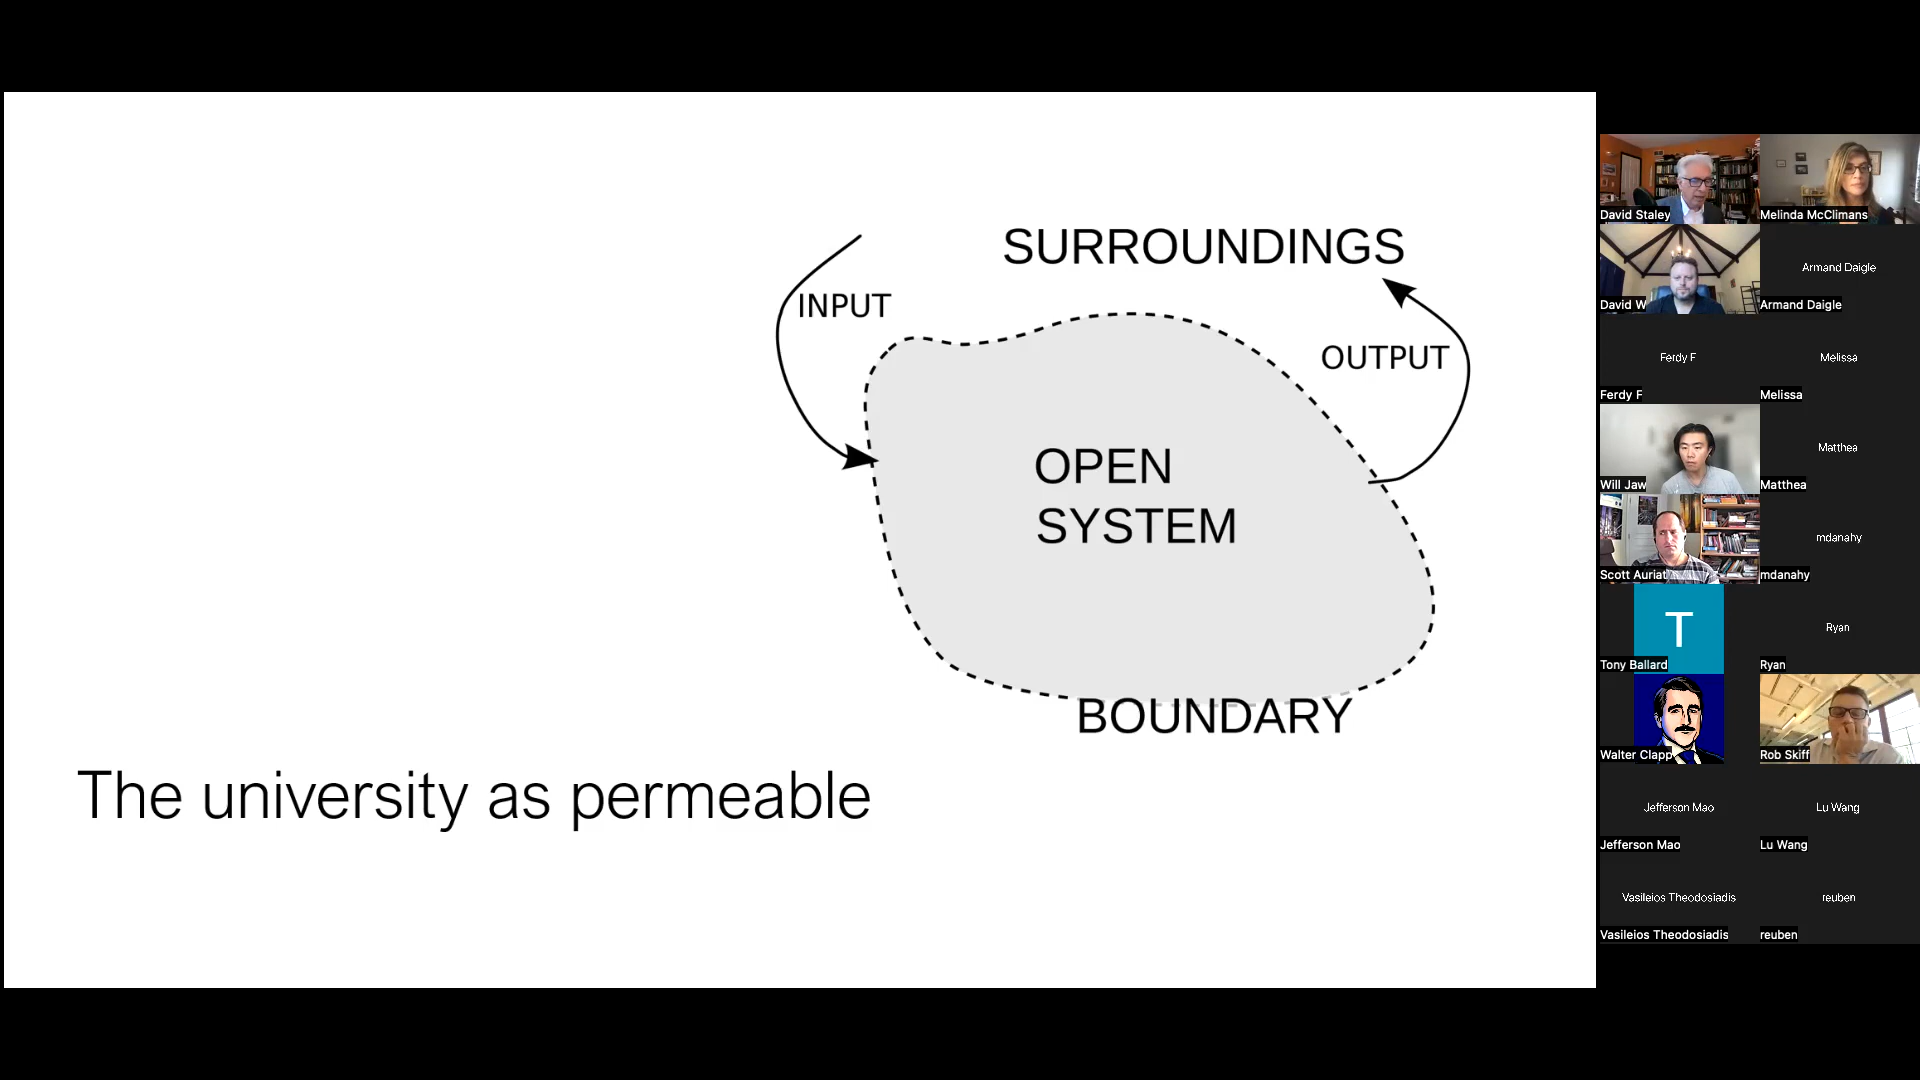 SURROUNDINGS
INPUT
OUTPUT
OPEN
SYSTEM
BOUNDARY
The university as permeable
David Staley
Melinda McClimans
David W
Armand Daigle
Armand Daigle
Ferdy F
Ferdy F
Melissa
Melissa
Will Jaw
Matthea
Matthea
Scott Auriat
mdanahy
mdanahy
T
Tony Ballard
Ryan
Ryan
Walter Clapp
Rob Skiff
Jefferson Mao
Jefferson Mao
Lu Wang
Lu Wang
Vasileios Theodosiadis
Vasileios Theodosiadis
reuben
reuben